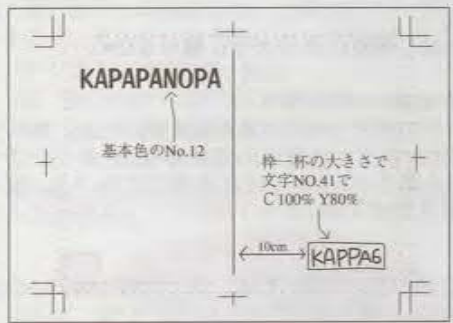 KAPAPANOPA
基本色のNo.12
枠一杯の大きさで
文字NO.41で
C 100% Y80%
10cm
KAPPA6